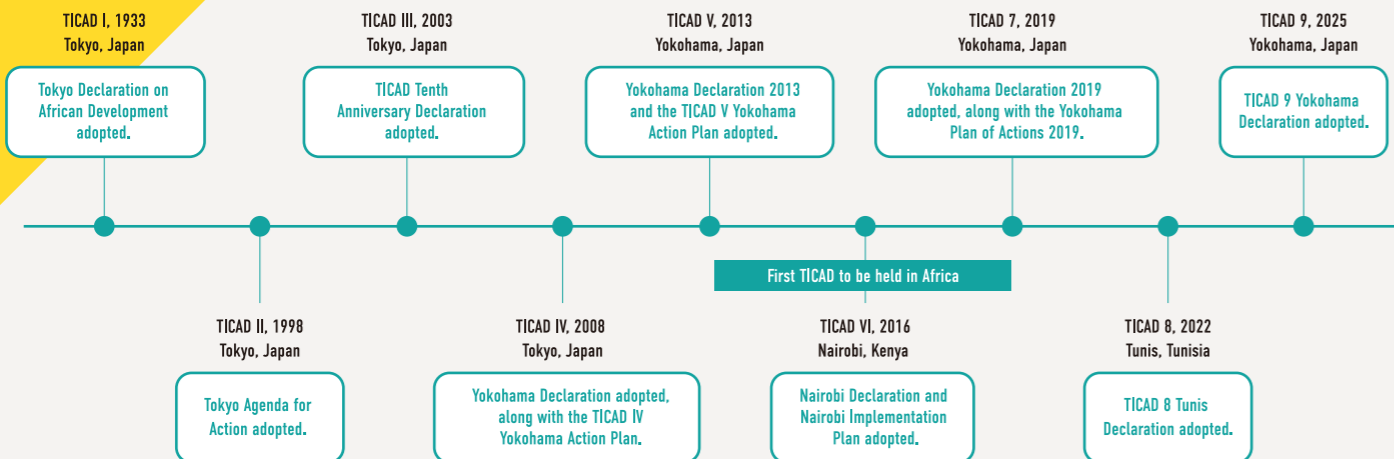 TICAD I, 1933
Tokyo, Japan
Tokyo Declaration on
African Development
adopted.
TICAD III, 2003
Tokyo, Japan
TICAD Tenth
Anniversary Declaration
adopted.
TICAD V, 2013
Yokohama, Japan
Yokohama Declaration 2013
and the TICAD V Yokohama
Action Plan adopted.
TICAD 7, 2019
Yokohama, Japan
Yokohama Declaration 2019
adopted, along with the Yokohama
Plan of Actions 2019.
TICAD 9, 2025
Yokohama, Japan
TICAD 9 Yokohama
Declaration adopted.
First TICAD to be held in Africa
TICAD II, 1998
Tokyo, Japan
Tokyo Agenda for
Action adopted.
TICAD IV, 2008
Tokyo, Japan
Yokohama Declaration adopted,
along with the TICAD IV
Yokohama Action Plan.
TICAD VI, 2016
Nairobi, Kenya
Nairobi Declaration and
Nairobi Implementation
Plan adopted.
TICAD 8, 2022
Tunis, Tunisia
TICAD 8 Tunis
Declaration adopted.